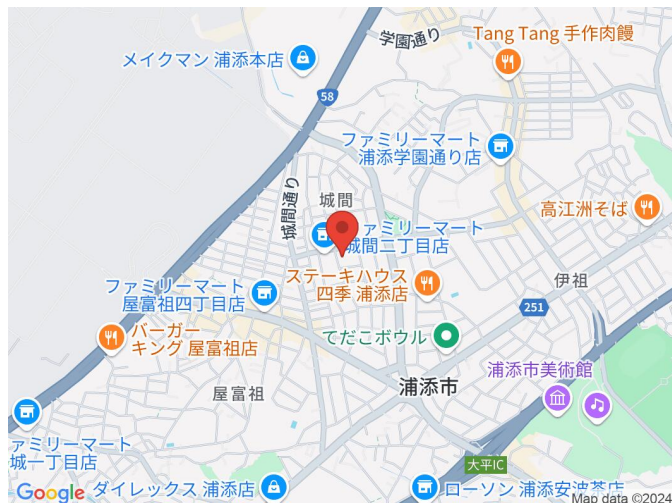 学園通り
Tang Tang 手作肉饅
メイクマン 浦添本店
58
ファミリーマート
浦添学園通り店
城間
城間通り
高江洲そば
ァミリーマート
城間二丁目店
ステーキハウス
四季 浦添店
伊祖
ファミリーマート
屋富祖四丁目店
251
バーガー
キング 屋富祖店
てだこボウル
浦添市美術館
浦添市
屋富祖
ァミリーマート
城一丁目店
大平IC
Google
ダイレックス 浦添店
ローソン 浦添安波茶店
Map data ©2024